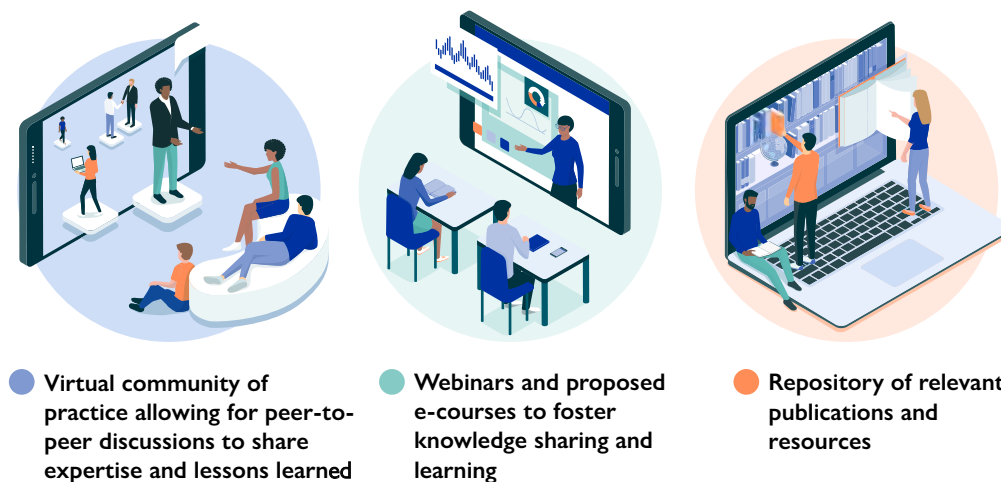 Virtual community of
practice allowing for peer-to-
peer discussions to share
expertise and lessons learned
Webinars and proposed
e-courses to foster
knowledge sharing and
learning
Repository of relevant
publications and
resources